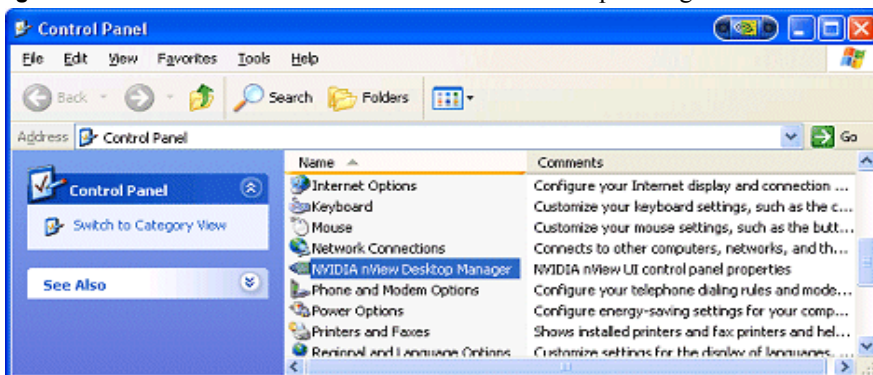 Control Panel
File Edit View Favorites Tools Help
Back Search Folders
Address Control Panel Go
Control Panel
Switch to Category View
See Also
Name Comments
Internet Options Configure your Internet display and connection ...
Keyboard Customize your keyboard settings, such as the c...
Mouse Customize your mouse settings, such as the butt...
Network Connections Connects to other computers, networks, and th...
NVIDIA nView Desktop Manager NVIDIA nView UI control panel properties
Phone and Modem Options Configure your telephone dialing rules and mode...
Power Options Configure energy-saving settings for your comp...
Printers and Faxes Shows installed printers and fax printers and hel...
Regional and Language Options Customize settings for the display of languages, ...